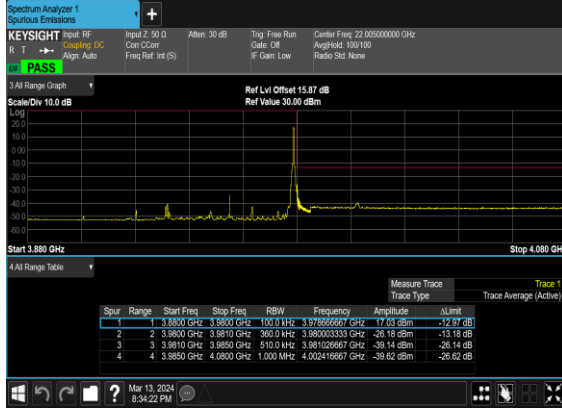 Spectrum Analyzer 1
Spurious Emissions
+
KEYSIGHT Input: RF Input Z: 50 Ω Atten: 30 dB Trig: Free Run Center Freq: 22.005000000 GHz
R T Coupling: DC Corr CCorr Gate: Off Avg|Hold: 100/100
Align: Auto Freq Ref: Int (S) IF Gain: Low Radio Std: None
PASS
3 All Range Graph
Ref Lvl Offset 15.87 dB
Scale/Div 10.0 dB Ref Value 30.00 dBm
Log
20.0
10.0
0.00
-10.0
-20.0
-30.0
-40.0
-50.0
-60.0
Start 3.880 GHz Stop 4.080 GH
4 All Range Table
Measure Trace Trace 1
Trace Type Trace Average (Active)
Spur Range Start Freq Stop Freq RBW Frequency Amplitude ΔLimit
1 1 3.8800 GHz 3.9800 GHz 100.0 kHz 3.978666667 GHz 17.03 dBm -12.97 dB
2 2 3.9800 GHz 3.9810 GHz 360.0 kHz 3.980003333 GHz -26.18 dBm -13.18 dB
3 3 3.9810 GHz 3.9850 GHz 510.0 kHz 3.981026667 GHz -39.14 dBm -26.14 dB
4 4 3.9850 GHz 4.0800 GHz 1.000 MHz 4.002416667 GHz -39.62 dBm -26.62 dB
? Mar 13, 2024
8:34:22 PM